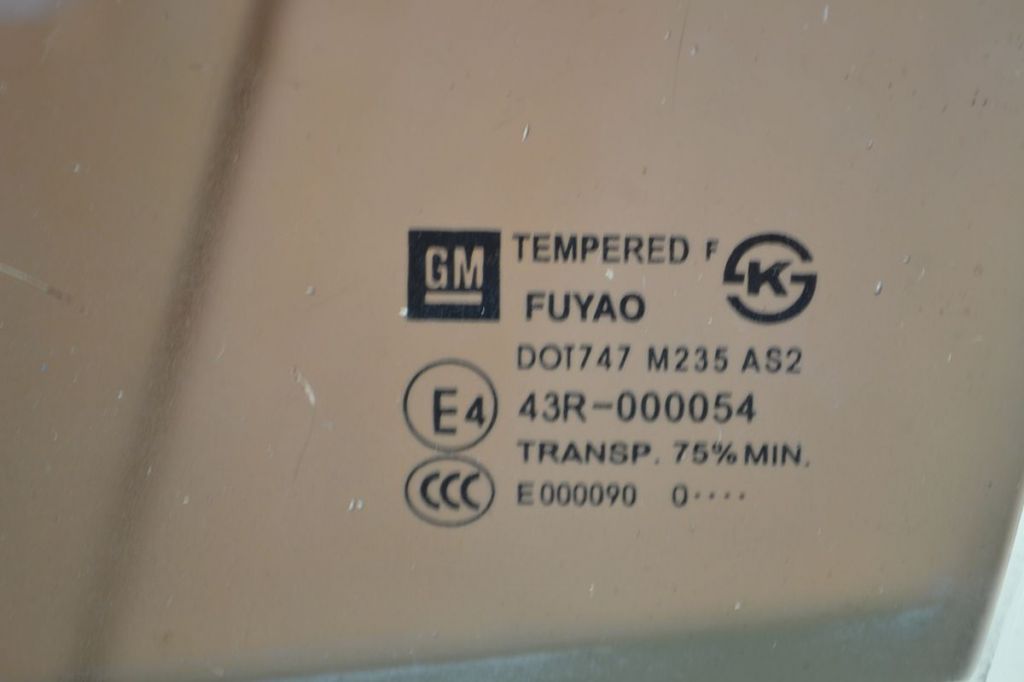 GM TEMPERED F K
FUYAO
DOT747 M235 AS2
E4 43R-000054
TRANSP. 75% MIN.
CCC E000090 0····